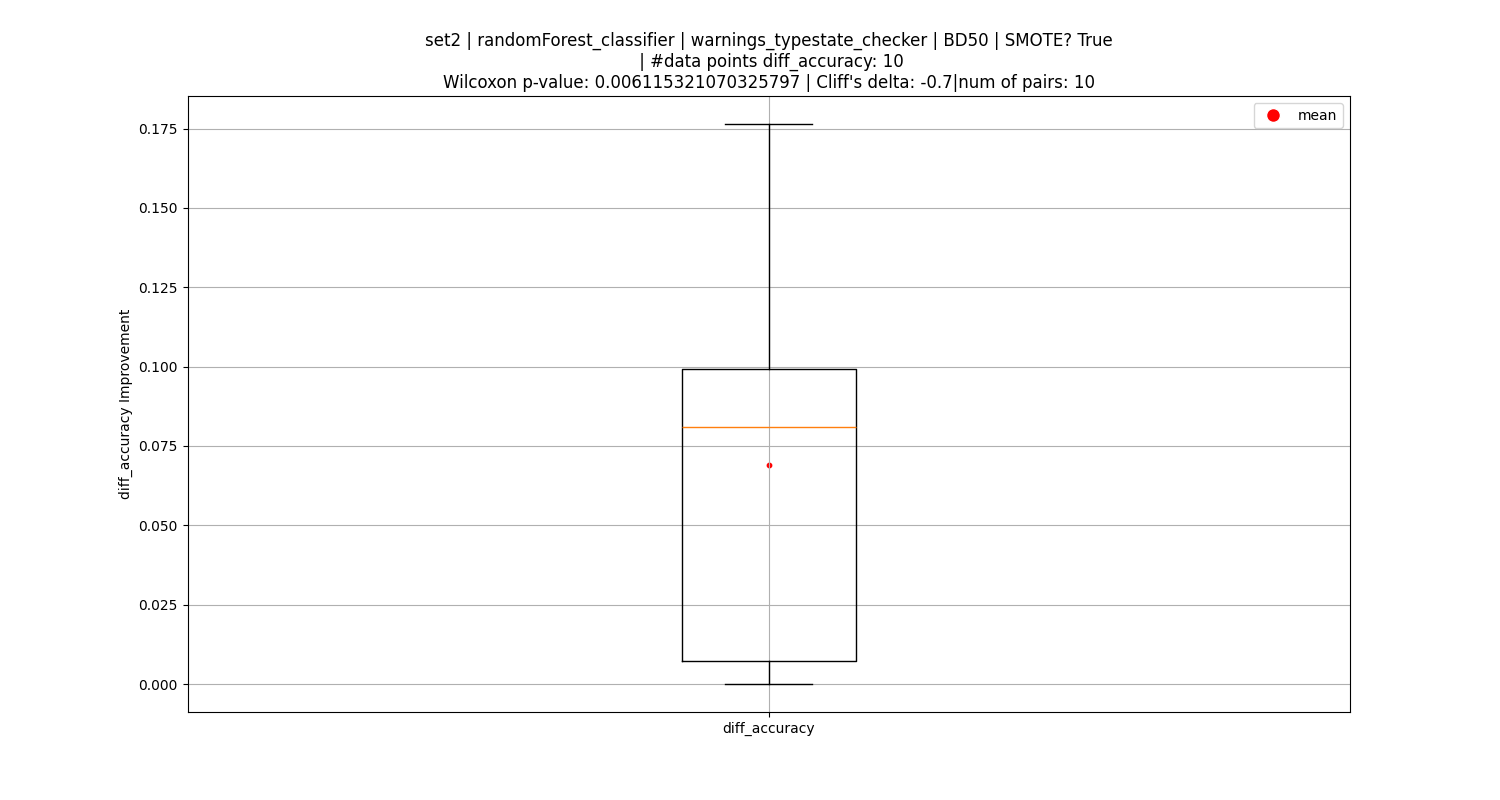 set2 | randomForest_classifier | warnings_typestate_checker | BD50 | SMOTE? True
| #data points diff_accuracy: 10
Wilcoxon p-value: 0.006115321070325797 | Cliff's delta: -0.7|num of pairs: 10
mean
0.175
0.150
0.125
0.100
0.075
0.050
0.025
0.000
diff_accuracy Improvement
diff_accuracy